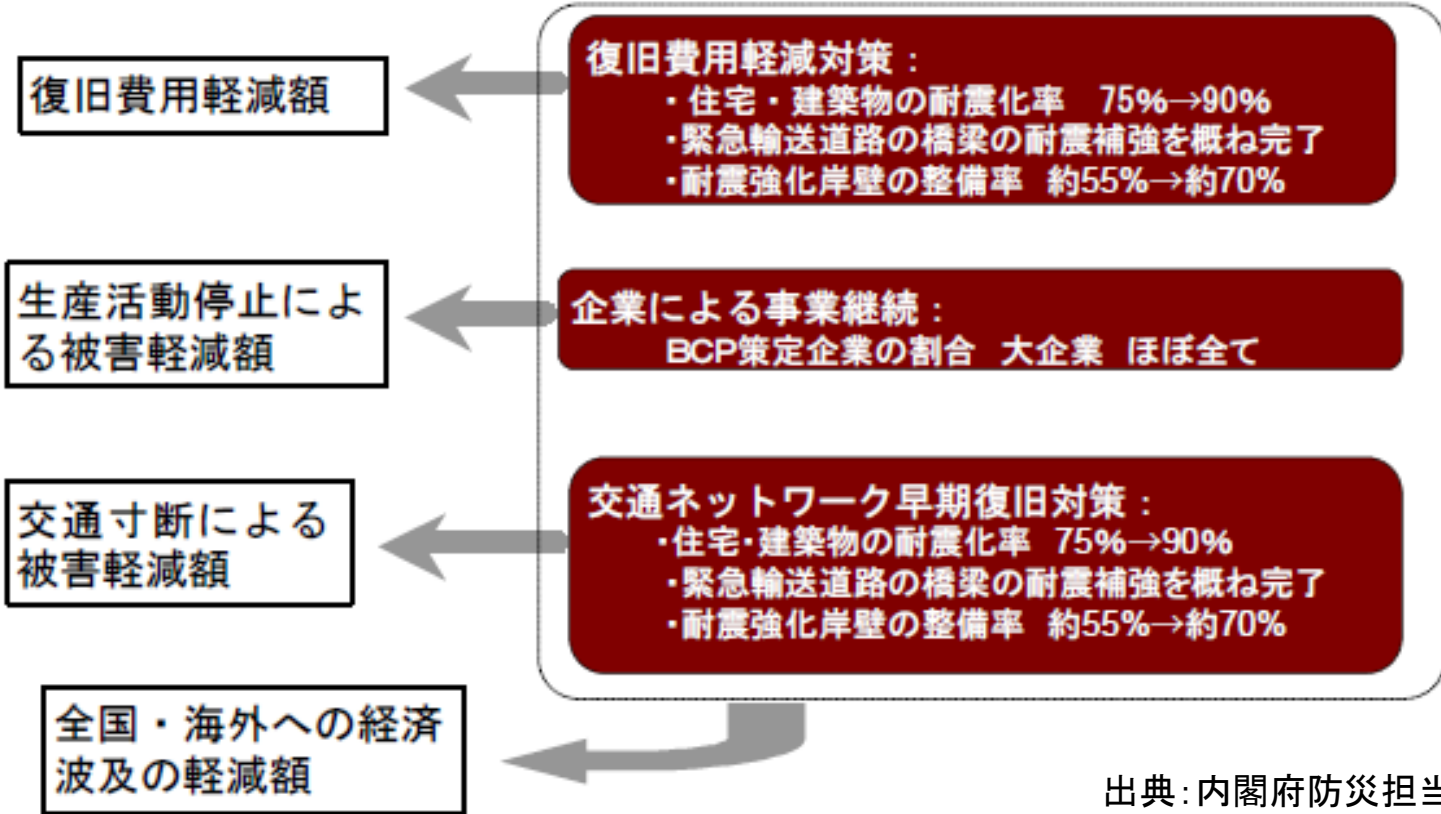 復旧費用軽減額
復旧費用軽減対策：
・住宅・建築物の耐震化率　75%→90%
・緊急輸送道路の橋梁の耐震補強を概ね完了
・耐震強化岸壁の整備率　約55%→約70%
生産活動停止によ
る被害軽減額
企業による事業継続：
BCP策定企業の割合　大企業　ほぼ全て
交通寸断による
被害軽減額
交通ネットワーク早期復旧対策：
・住宅・建築物の耐震化率　75%→90%
・緊急輸送道路の橋梁の耐震補強を概ね完了
・耐震強化岸壁の整備率　約55%→約70%
全国・海外への経済
波及の軽減額
出典：内閣府防災担当